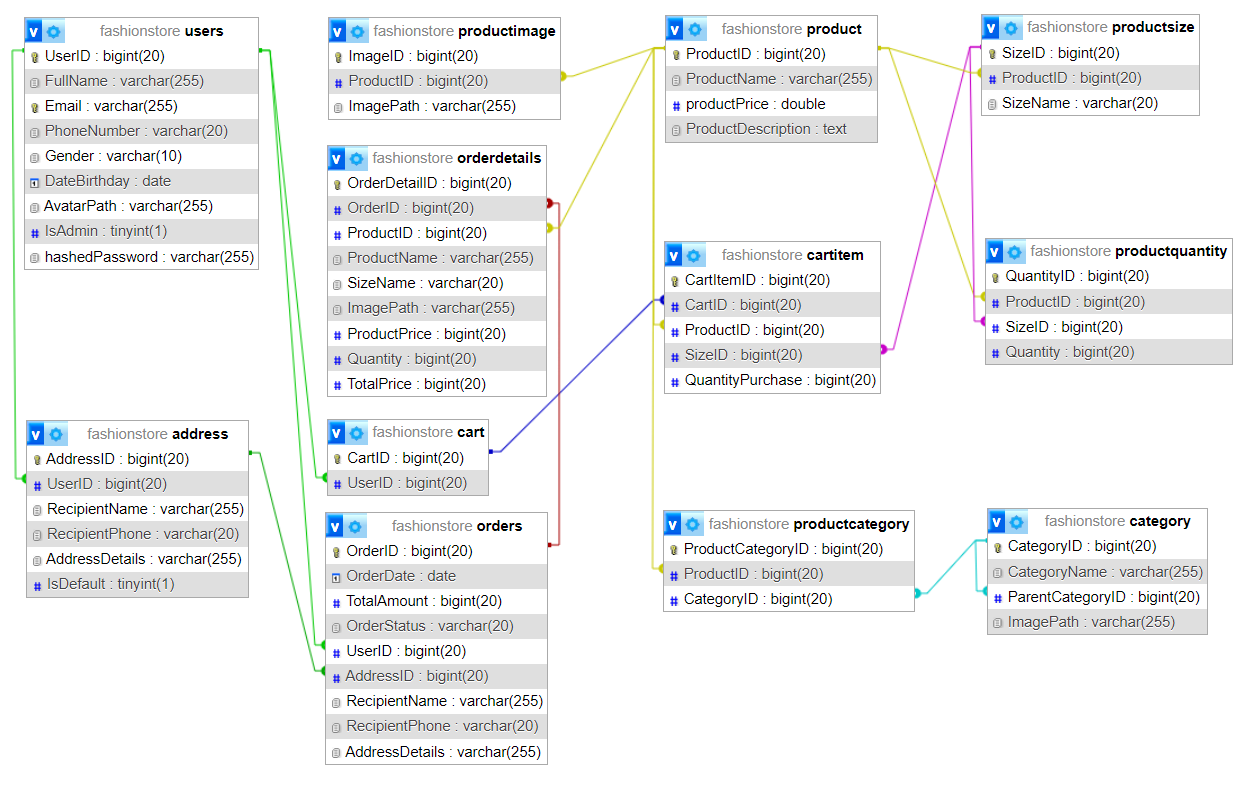 fashionstore users
UserID : bigint(20)
FullName : varchar(255)
Email : varchar(255)
PhoneNumber : varchar(20)
Gender : varchar(10)
DateBirthday : date
AvatarPath : varchar(255)
IsAdmin : tinyint(1)
hashedPassword : varchar(255)
fashionstore productimage
ImageID : bigint(20)
ProductID : bigint(20)
ImagePath : varchar(255)
fashionstore product
ProductID : bigint(20)
ProductName : varchar(255)
productPrice : double
ProductDescription : text
fashionstore productsize
SizeID : bigint(20)
ProductID : bigint(20)
SizeName : varchar(20)
fashionstore orderdetails
OrderDetailID : bigint(20)
OrderID : bigint(20)
ProductID : bigint(20)
ProductName : varchar(255)
SizeName : varchar(20)
ImagePath : varchar(255)
ProductPrice : bigint(20)
Quantity : bigint(20)
TotalPrice : bigint(20)
fashionstore cartitem
CartItemID : bigint(20)
CartID : bigint(20)
ProductID : bigint(20)
SizeID : bigint(20)
QuantityPurchase : bigint(20)
fashionstore productquantity
QuantityID : bigint(20)
ProductID : bigint(20)
SizeID : bigint(20)
Quantity : bigint(20)
fashionstore address
AddressID : bigint(20)
UserID : bigint(20)
RecipientName : varchar(255)
RecipientPhone : varchar(20)
AddressDetails : varchar(255)
IsDefault : tinyint(1)
fashionstore cart
CartID : bigint(20)
UserID : bigint(20)
fashionstore orders
OrderID : bigint(20)
OrderDate : date
TotalAmount : bigint(20)
OrderStatus : varchar(20)
UserID : bigint(20)
AddressID : bigint(20)
RecipientName : varchar(255)
RecipientPhone : varchar(20)
AddressDetails : varchar(255)
fashionstore productcategory
ProductCategoryID : bigint(20)
ProductID : bigint(20)
CategoryID : bigint(20)
fashionstore category
CategoryID : bigint(20)
CategoryName : varchar(255)
ParentCategoryID : bigint(20)
ImagePath : varchar(255)